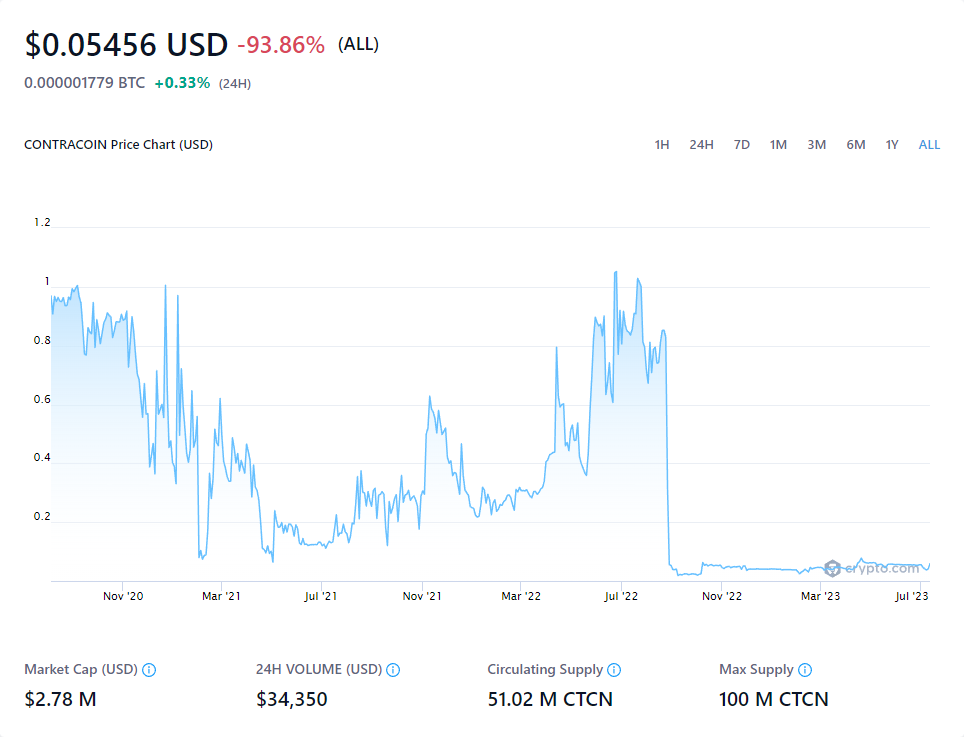 $0.05456 USD -93.86% (ALL)
0.000001779 BTC +0.33% (24H)
CONTRACOIN Price Chart (USD) 1H 24H 7D 1M 3M 6M 1Y ALL
1.2
1
0.8
0.6
0.4
0.2
crypto.com
Nov '20 Mar '21 Jul '21 Nov '21 Mar '22 Jul '22 Nov '22 Mar '23 Jul '23
Market Cap (USD) 24H VOLUME (USD) Circulating Supply Max Supply
$2.78 M $34,350 51.02 M CTCN 100 M CTCN